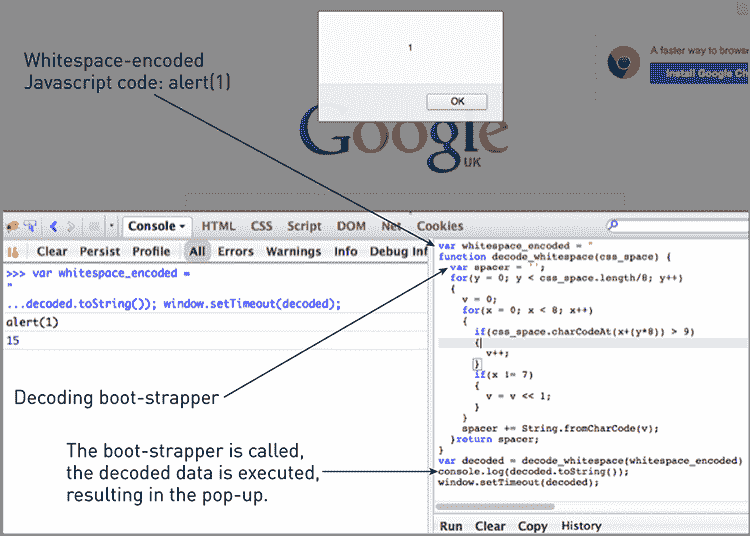 1
OK
Whitespace-encoded
Javascript code: alert(1)
A faster way to browse
Install Google Ch
Google
UK
Console HTML CSS Script DOM Net Cookies
Clear Persist Profile All Errors Warnings Info Debug Inf
>>> var whitespace_encoded =
"
...decoded.toString()); window.setTimeout(decoded);
alert(1)
15
var whitespace_encoded = "
function decode_whitespace(css_space) {
var spacer = '';
for(y = 0; y < css_space.length/8; y++)
{
v = 0;
for(x = 0; x < 8; x++)
{
if(css_space.charCodeAt(x+(y*8)) > 9)
{
v++;
}
if(x != 7)
{
v = v << 1;
}
}
spacer += String.fromCharCode(v);
}return spacer;
}
var decoded = decode_whitespace(whitespace_encoded)
console.log(decoded.toString());
window.setTimeout(decoded);
Decoding boot-strapper
The boot-strapper is called,
the decoded data is executed,
resulting in the pop-up.
Run Clear Copy History